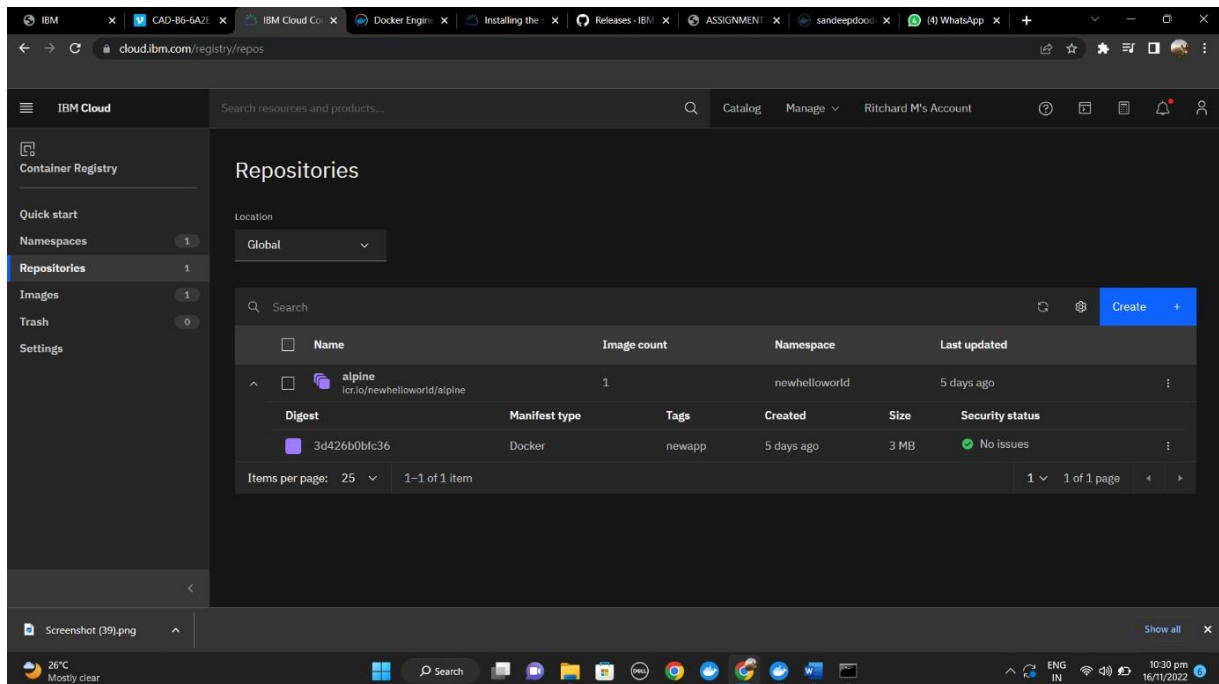 IBM
CAD-B6-6A2E
IBM Cloud Co
Docker Engin
Installing the s
Releases · IBM
ASSIGNMENT
sandeepdood
(4) WhatsApp
cloud.ibm.com/registry/repos
IBM Cloud
Search resources and products...
Catalog
Manage
Ritchard M's Account
Container Registry
Repositories
Quick start
Location
Namespaces 1
Global
Repositories 1
Images 1
Search
Create +
Trash 0
Settings
Name Image count Namespace Last updated
alpine 1 newhelloworld 5 days ago
icr.io/newhelloworld/alpine
Digest Manifest type Tags Created Size Security status
3d426b0bfc36 Docker newapp 5 days ago 3 MB No issues
Items per page: 25 1–1 of 1 item 1 1 of 1 page
Screenshot (39).png
Show all
26°C
Mostly clear
Search
DELL
W
ENG
IN
10:30 pm
16/11/2022
6